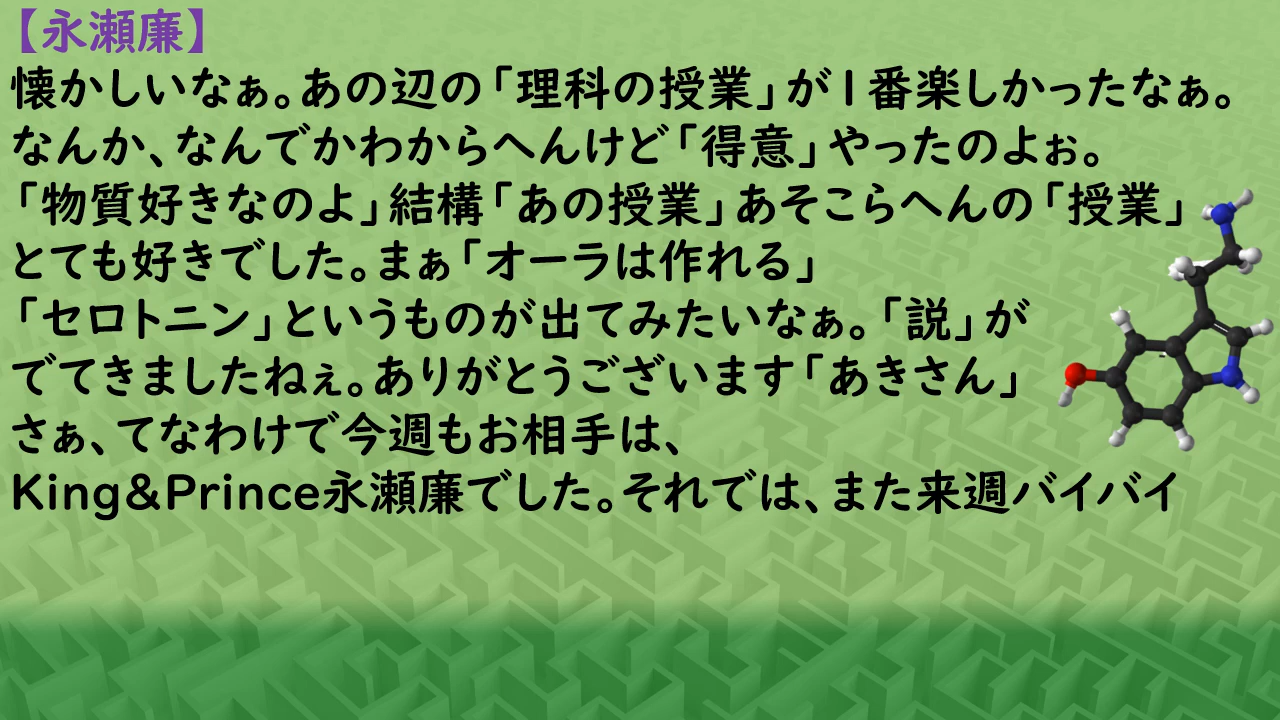 【永瀬廉】
懐かしいなぁ。あの辺の「理科の授業」が1番楽しかったなぁ。
なんか、なんでかわからへんけど「得意」やったのよぉ。
「物質好きなのよ」結構「あの授業」あそこらへんの「授業」
とても好きでした。まぁ「オーラは作れる」
「セロトニン」というものが出てみたいなぁ。「説」が
でてきましたねぇ。ありがとうございます「あきさん」
さぁ、てなわけで今週もお相手は、
King&Prince永瀬廉でした。それでは、また来週バイバイ